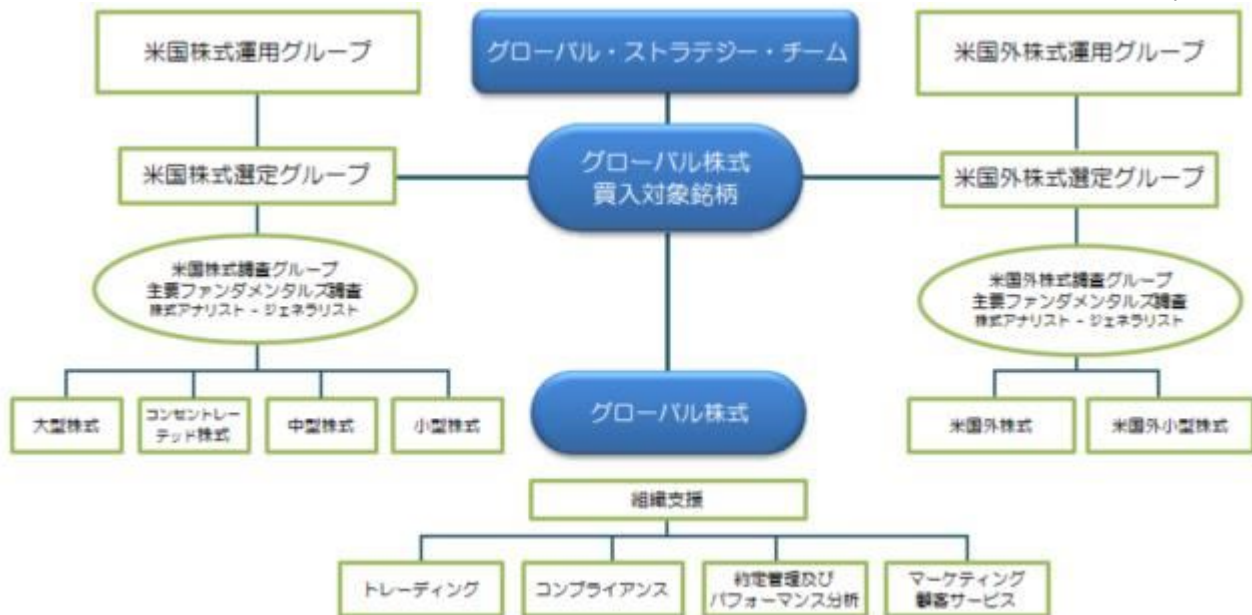 米国株式運用グループ
グローバル・ストラテジー・チーム
米国外株式運用グループ
米国株式選定グループ
グローバル株式
買入対象銘柄
米国外株式選定グループ
米国株式調査グループ
主要ファンダメンタルズ調査
株式アナリスト - ジェネラリスト
米国外株式調査グループ
主要ファンダメンタルズ調査
株式アナリスト - ジェネラリスト
大型株式
コンセントレー
テッド株式
中型株式
小型株式
グローバル株式
米国外株式
米国外小型株式
組織支援
トレーディング
コンプライアンス
約定管理及び
パフォーマンス分析
マーケティング
顧客サービス